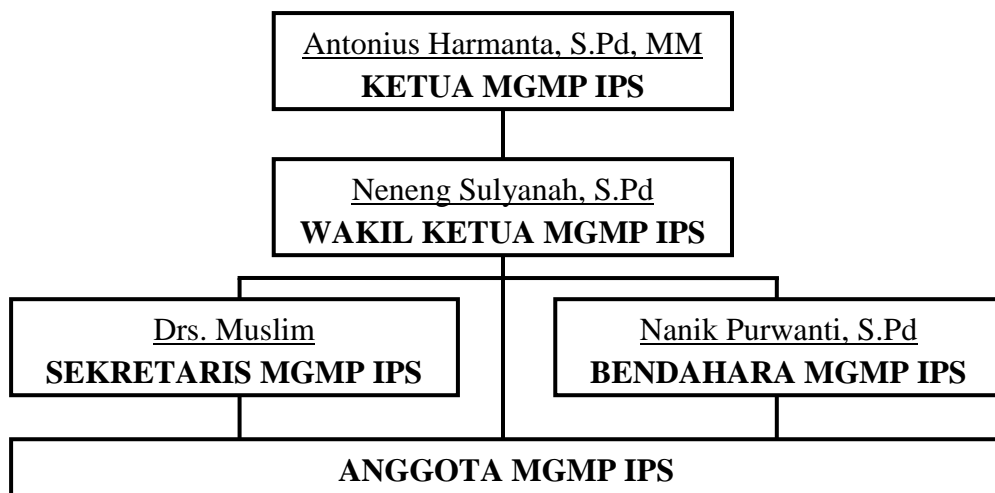 Antonius Harmanta, S.Pd, MM
KETUA MGMP IPS
Neneng Sulyanah, S.Pd
WAKIL KETUA MGMP IPS
Drs. Muslim
SEKRETARIS MGMP IPS
Nanik Purwanti, S.Pd
BENDAHARA MGMP IPS
ANGGOTA MGMP IPS